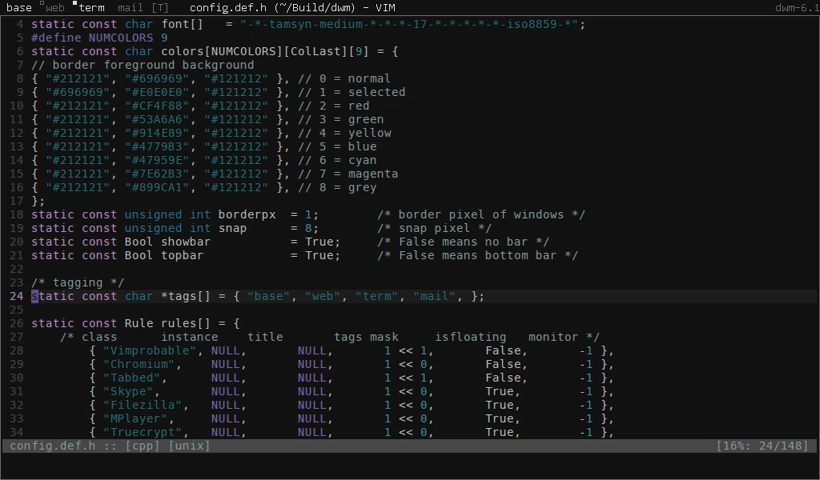 base web term mail [T] config.def.h (~/Build/dwm) - VIM dwm-6.1
4 static const char font[]   = "-*-tamsyn-medium-*-*-*-17-*-*-*-*-*-iso8859-*";
5 #define NUMCOLORS 9
6 static const char colors[NUMCOLORS][ColLast][9] = {
7 // border foreground background
8 { "#212121", "#696969", "#121212" }, // 0 = normal
9 { "#696969", "#E0E0E0", "#121212" }, // 1 = selected
10 { "#212121", "#CF4F88", "#121212" }, // 2 = red
11 { "#212121", "#53A6A6", "#121212" }, // 3 = green
12 { "#212121", "#914E89", "#121212" }, // 4 = yellow
13 { "#212121", "#4779B3", "#121212" }, // 5 = blue
14 { "#212121", "#47959E", "#121212" }, // 6 = cyan
15 { "#212121", "#7E62B3", "#121212" }, // 7 = magenta
16 { "#212121", "#899CA1", "#121212" }, // 8 = grey
17 };
18 static const unsigned int borderpx  = 1;        /* border pixel of windows */
19 static const unsigned int snap      = 8;        /* snap pixel */
20 static const Bool showbar           = True;     /* False means no bar */
21 static const Bool topbar            = True;     /* False means bottom bar */
22
23 /* tagging */
24 static const char *tags[] = { "base", "web", "term", "mail", };
25
26 static const Rule rules[] = {
27     /* class      instance    title       tags mask     isfloating   monitor */
28         { "Vimprobable", NULL,       NULL,       1 << 1,       False,       -1 },
29         { "Chromium",    NULL,       NULL,       1 << 0,       False,       -1 },
30         { "Tabbed",      NULL,       NULL,       1 << 1,       False,       -1 },
31         { "Skype",       NULL,       NULL,       1 << 0,       True,        -1 },
32         { "Filezilla",   NULL,       NULL,       1 << 0,       True,        -1 },
33         { "MPlayer",     NULL,       NULL,       1 << 0,       True,        -1 },
34         { "Truecrypt",   NULL,       NULL,       1 << 0,       True,        -1 },
config.def.h :: [cpp] [unix] [16%: 24/148]